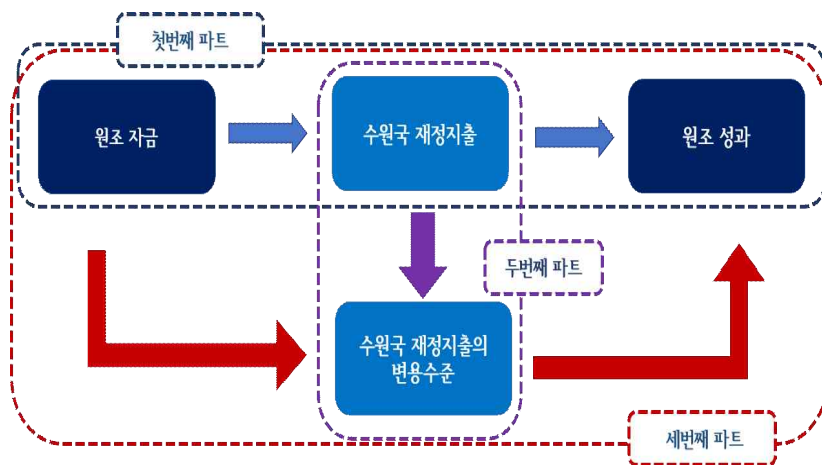 첫번째 파트
원조 자금
수원국 재정지출
원조 성과
두번째 파트
수원국 재정지출의
변용수준
세번째 파트